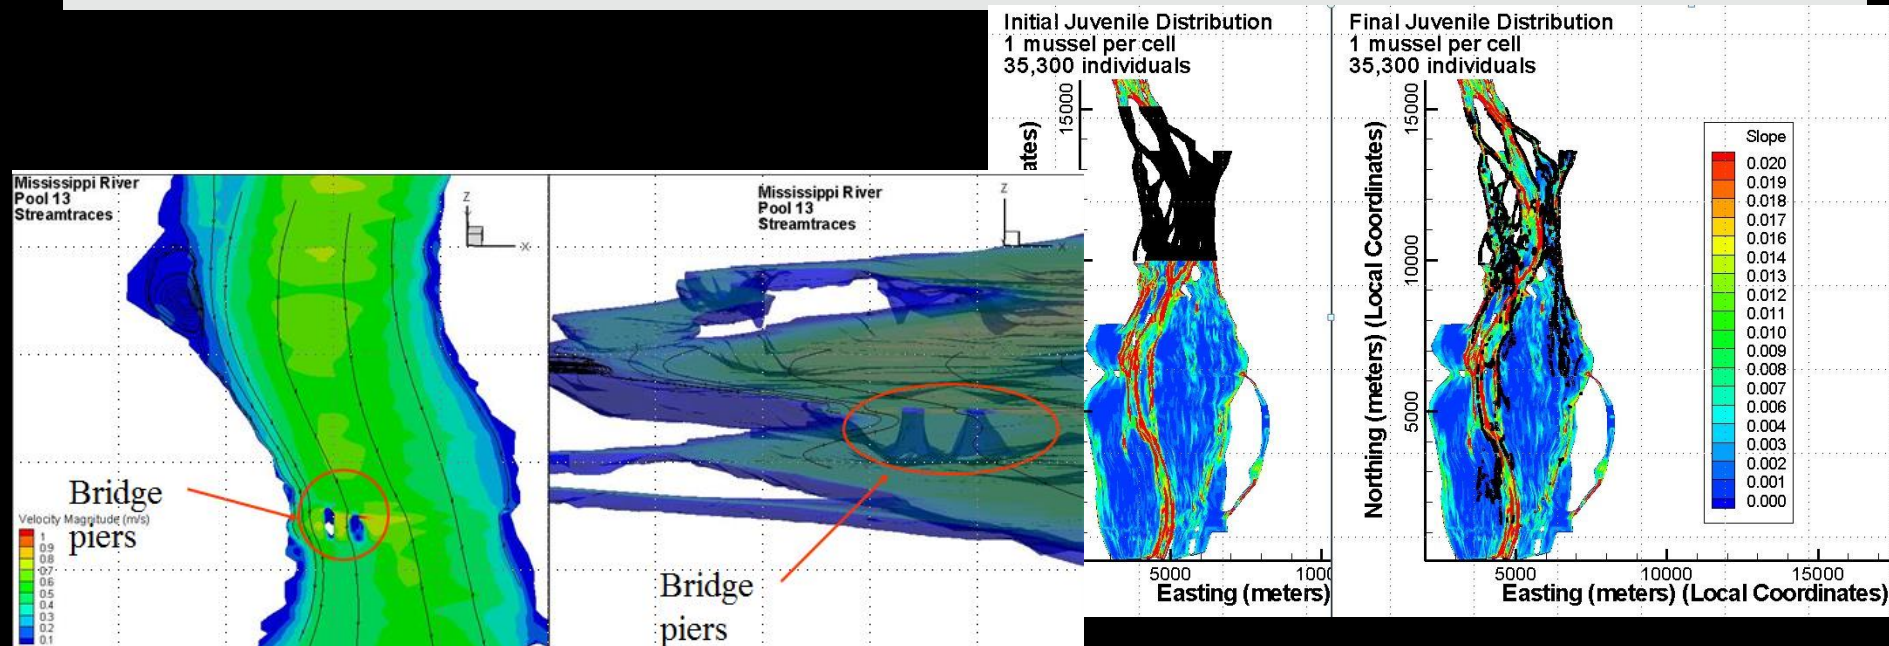 Mississippi River
Pool 13
Streamtraces
Z
X
Bridge
piers
Velocity Magnitude (m/s)
1
0.9
0.8
0.7
0.6
0.5
0.4
0.3
0.2
0.1
Mississippi River
Pool 13
Streamtraces
Z
X
Bridge
piers
Initial Juvenile Distribution
1 mussel per cell
35,300 individuals
15000
ates)
5000
1000
Easting (meters)
Final Juvenile Distribution
1 mussel per cell
35,300 individuals
15000
10000
5000
Northing (meters) (Local Coordinates)
Slope
0.020
0.019
0.018
0.017
0.016
0.014
0.013
0.012
0.011
0.010
0.009
0.008
0.007
0.006
0.004
0.003
0.002
0.001
0.000
5000
10000
15000
Easting (meters) (Local Coordinates)